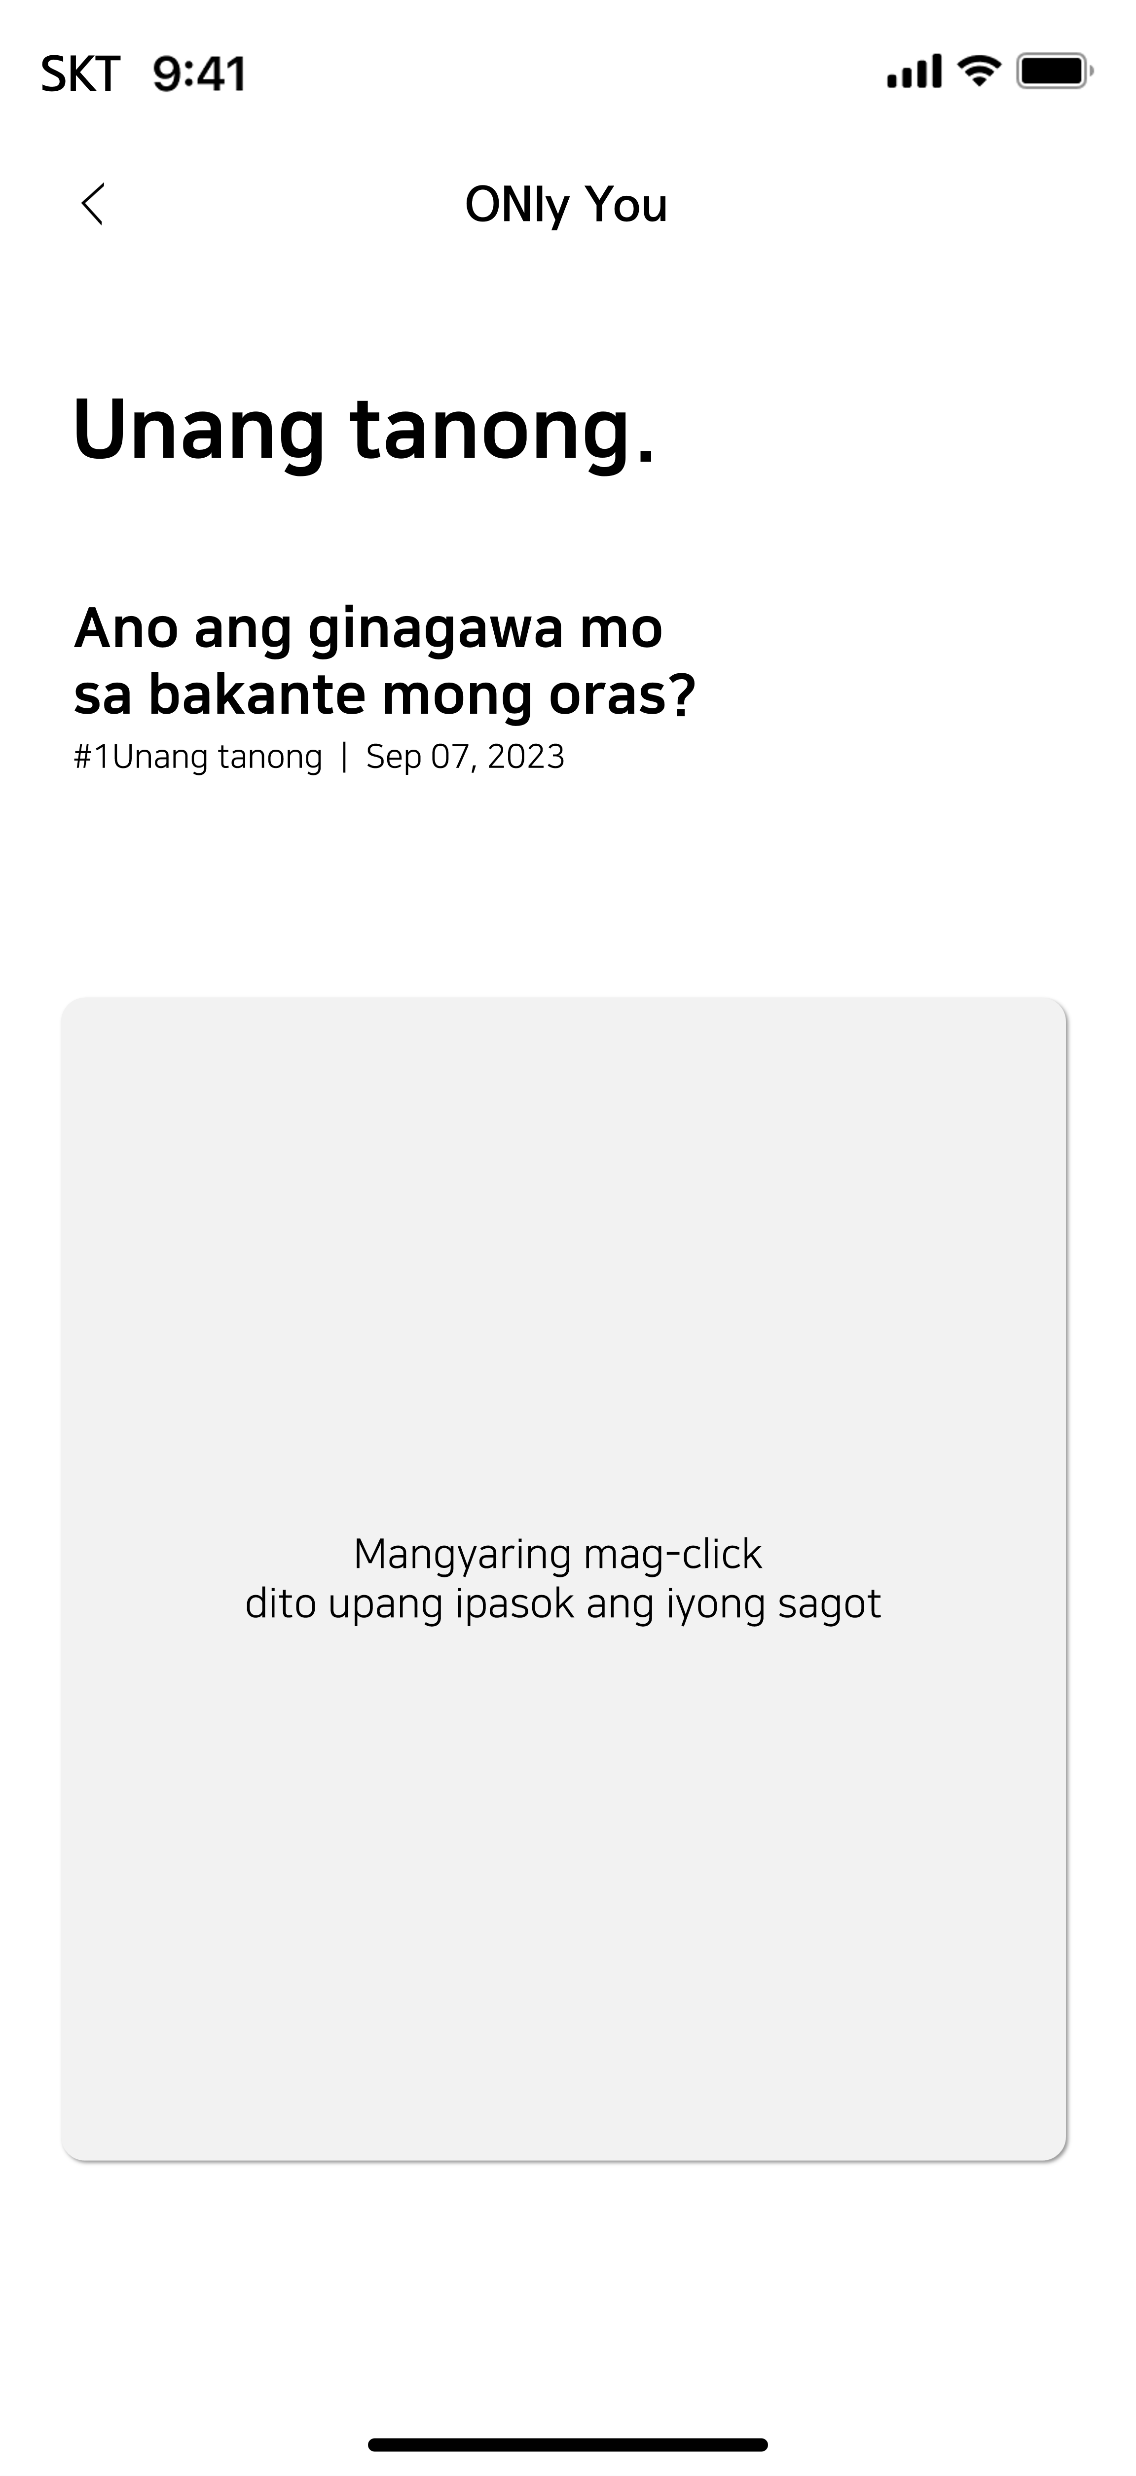 SKT 9:41
ONly You
Unang tanong.
Ano ang ginagawa mo
sa bakante mong oras?
#1Unang tanong | Sep 07, 2023
Mangyaring mag-click
dito upang ipasok ang iyong sagot